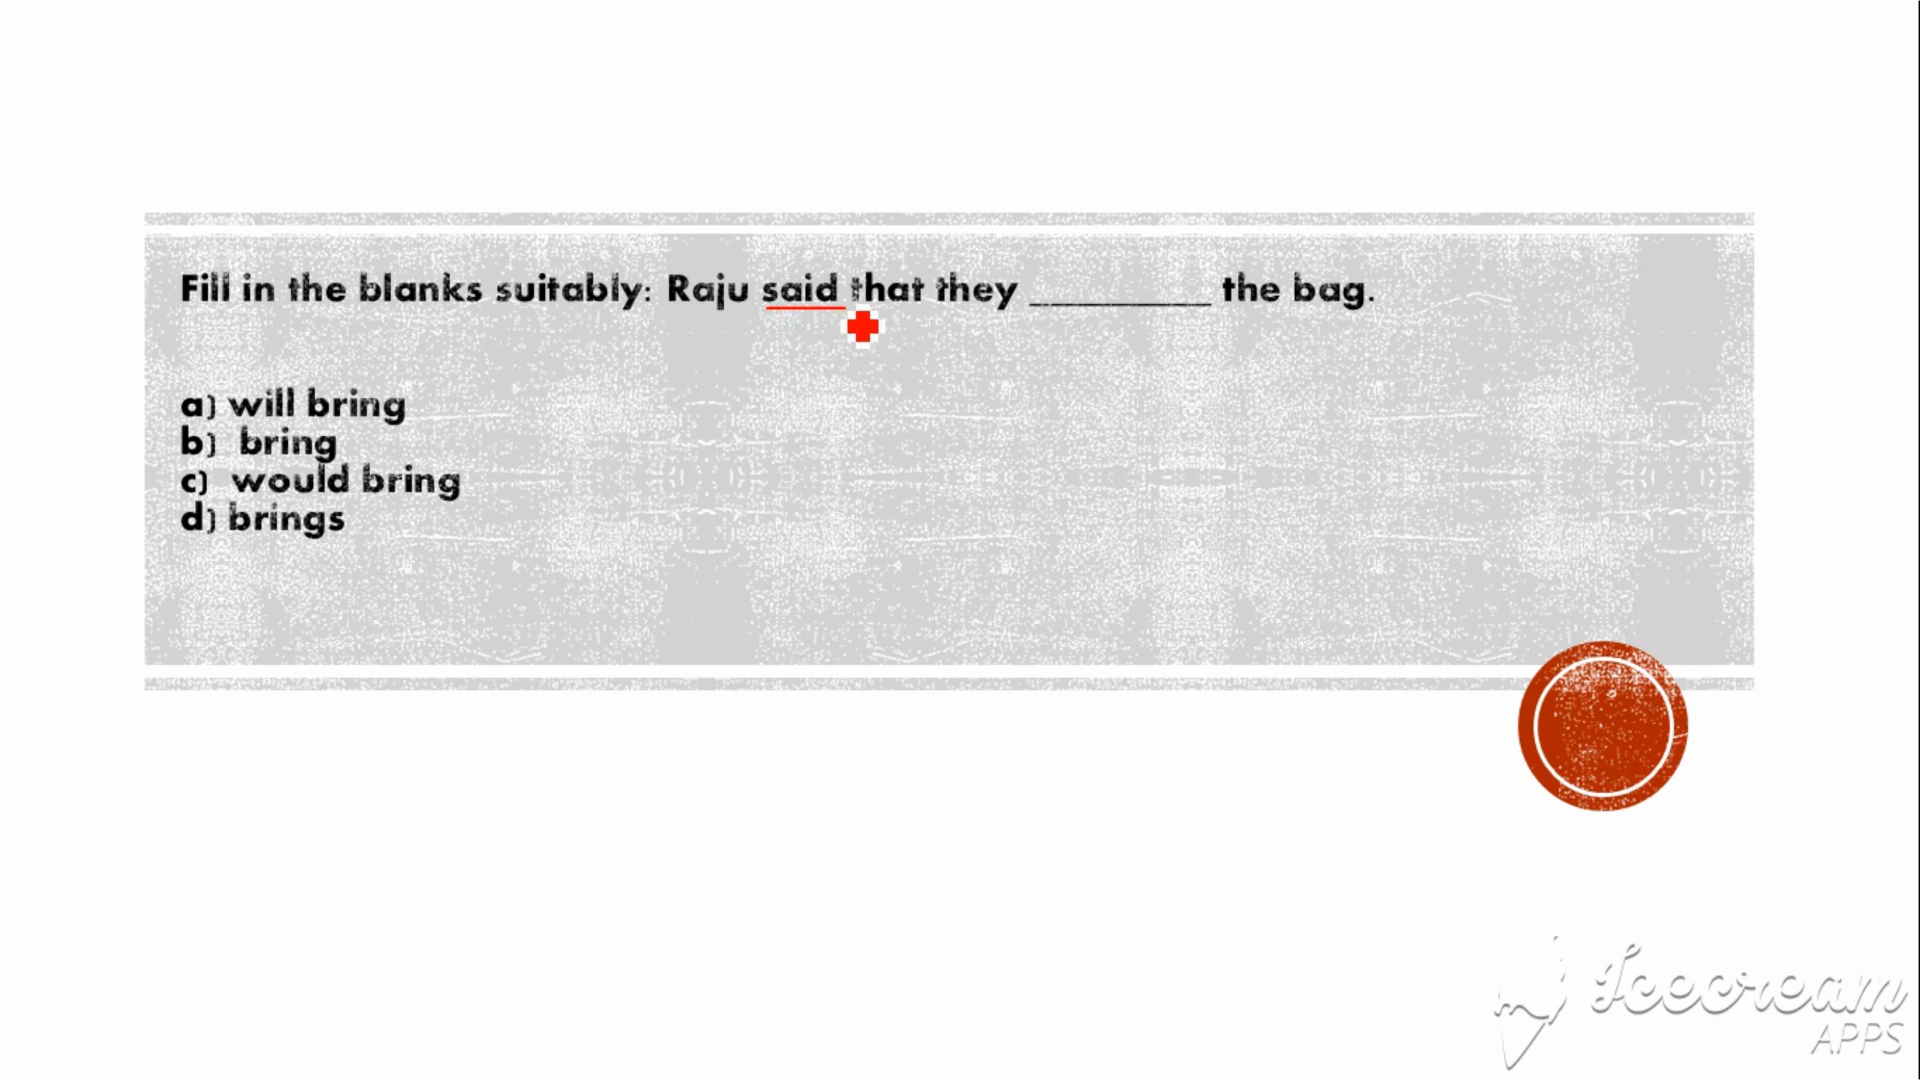 Fill in the blanks suitably: Raju said that they __________ the bag.
a) will bring
b) bring
c) would bring
d) brings
Icecream
APPS